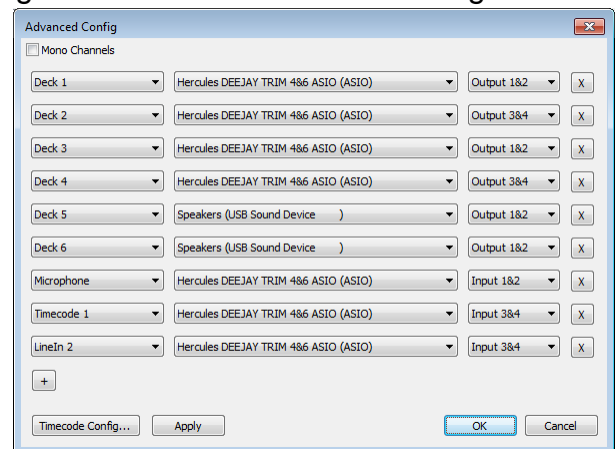 Advanced Config
Mono Channels
Deck 1 Hercules DEEJAY TRIM 4&6 ASIO (ASIO) Output 1&2 X
Deck 2 Hercules DEEJAY TRIM 4&6 ASIO (ASIO) Output 3&4 X
Deck 3 Hercules DEEJAY TRIM 4&6 ASIO (ASIO) Output 1&2 X
Deck 4 Hercules DEEJAY TRIM 4&6 ASIO (ASIO) Output 3&4 X
Deck 5 Speakers (USB Sound Device ) Output 1&2 X
Deck 6 Speakers (USB Sound Device ) Output 1&2 X
Microphone Hercules DEEJAY TRIM 4&6 ASIO (ASIO) Input 1&2 X
Timecode 1 Hercules DEEJAY TRIM 4&6 ASIO (ASIO) Input 3&4 X
LineIn 2 Hercules DEEJAY TRIM 4&6 ASIO (ASIO) Input 3&4 X
+
Timecode Config... Apply OK Cancel